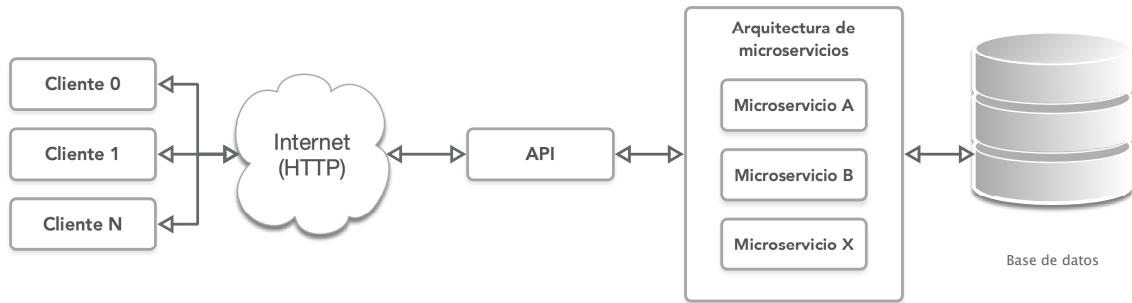 Cliente 0
Cliente 1
Cliente N
Internet
(HTTP)
API
Arquitectura de
microservicios
Microservicio A
Microservicio B
Microservicio X
Base de datos